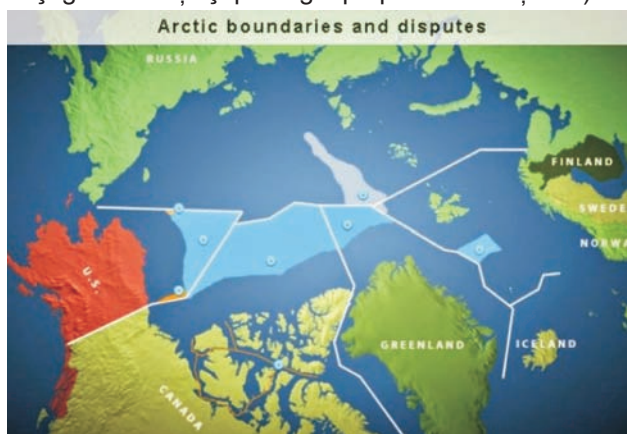 Arctic boundaries and disputes
RUSSIA
FINLAND
SWEDE
NORWA
U.S.
GREENLAND
ICELAND
CANADA